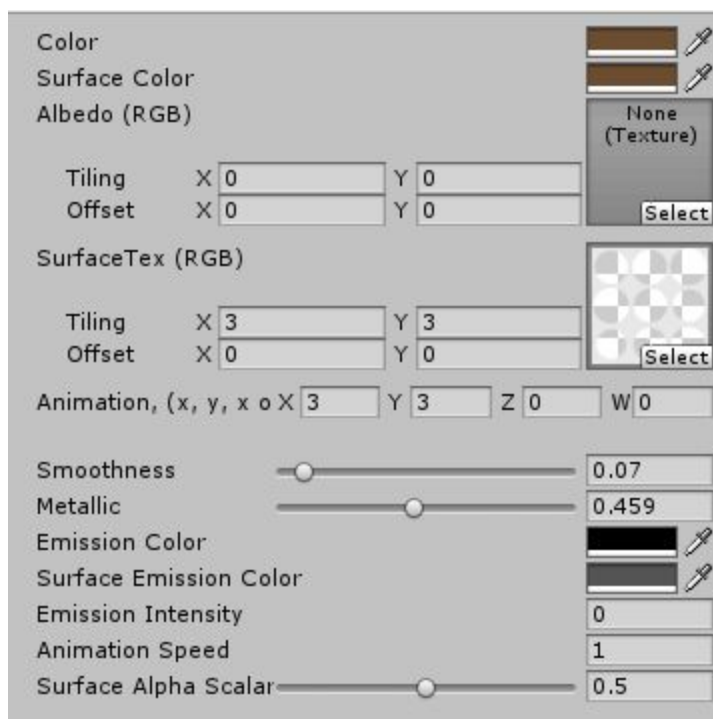 Color
Surface Color
Albedo (RGB)
None
(Texture)
Tiling X 0 Y 0
Offset X 0 Y 0
Select
SurfaceTex (RGB)
Tiling X 3 Y 3
Offset X 0 Y 0
Select
Animation, (x, y, x o X 3 Y 3 Z 0 W 0
Smoothness 0.07
Metallic 0.459
Emission Color
Surface Emission Color
Emission Intensity 0
Animation Speed 1
Surface Alpha Scalar 0.5